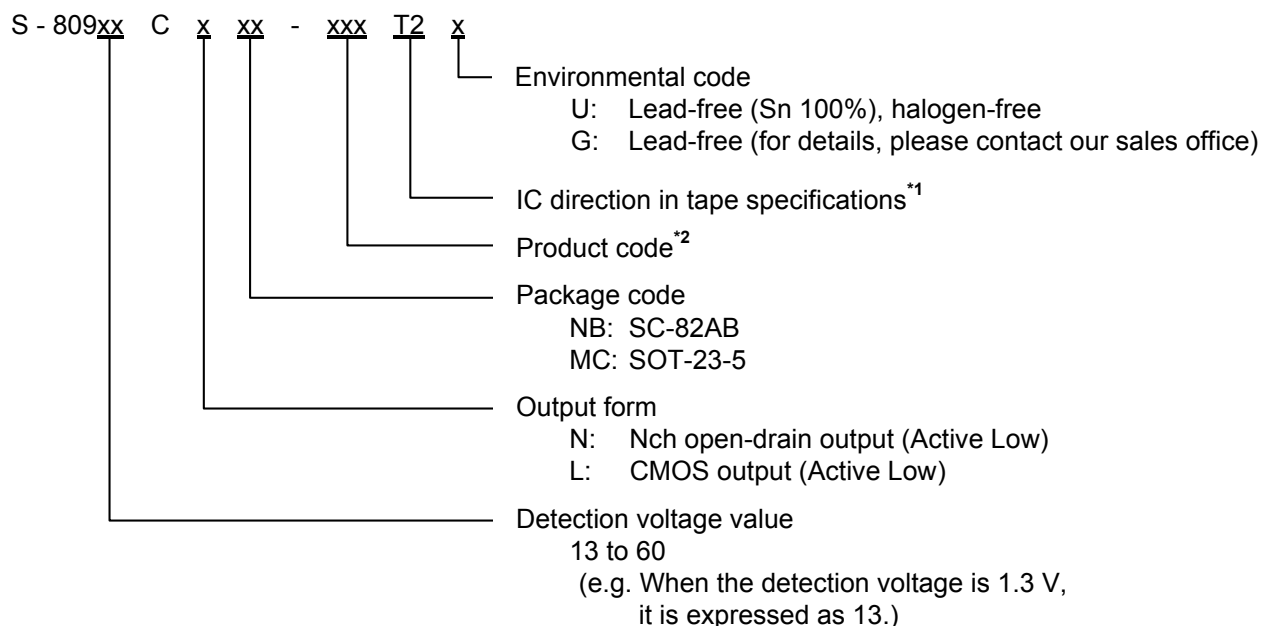 S - 809xx C x xx - xxx T2 x
Environmental code
U: Lead-free (Sn 100%), halogen-free
G: Lead-free (for details, please contact our sales office)
IC direction in tape specifications*1
Product code*2
Package code
NB: SC-82AB
MC: SOT-23-5
Output form
N: Nch open-drain output (Active Low)
L: CMOS output (Active Low)
Detection voltage value
13 to 60
(e.g. When the detection voltage is 1.3 V,
it is expressed as 13.)